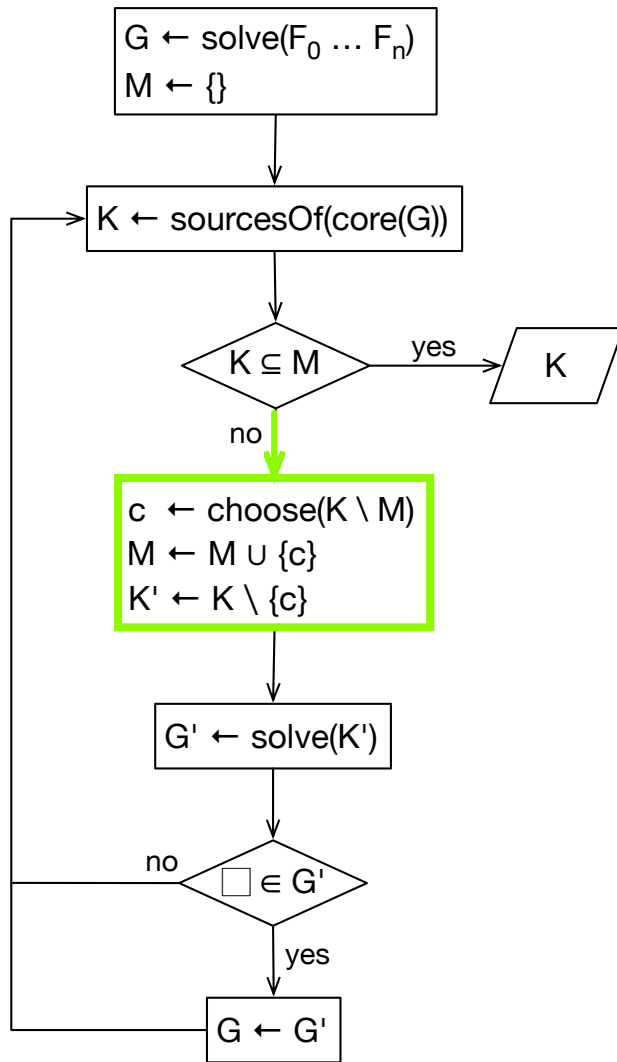 G ← solve(F₀ … Fₙ)
M ← {}
K ← sourcesOf(core(G))
K ⊆ M
yes
K
no
c ← choose(K \ M)
M ← M ∪ {c}
K' ← K \ {c}
G' ← solve(K')
no
□ ∈ G'
yes
G ← G'